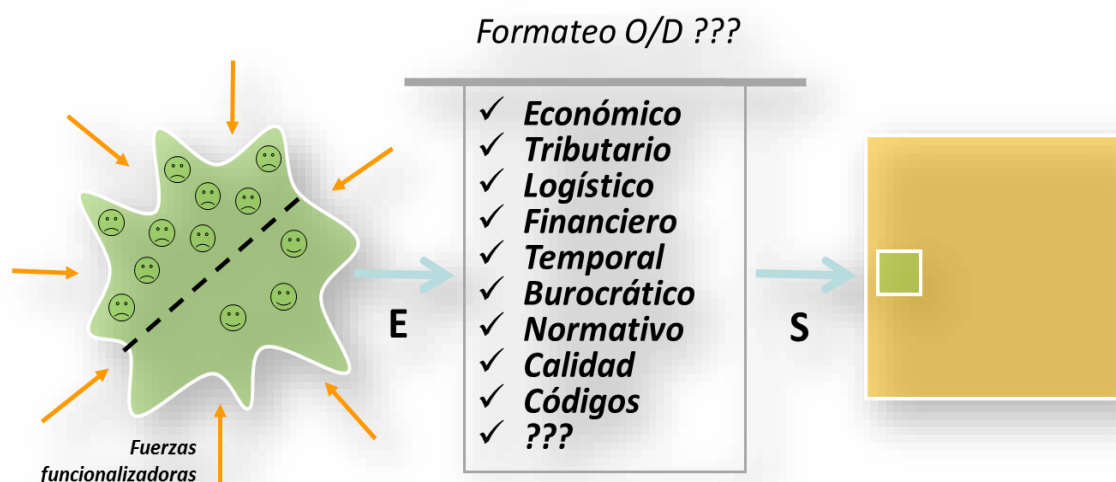 Formateo O/D ???
✓ Económico
✓ Tributario
✓ Logístico
✓ Financiero
✓ Temporal
✓ Burocrático
✓ Normativo
✓ Calidad
✓ Códigos
✓ ???
E
S
Fuerzas
funcionalizadoras